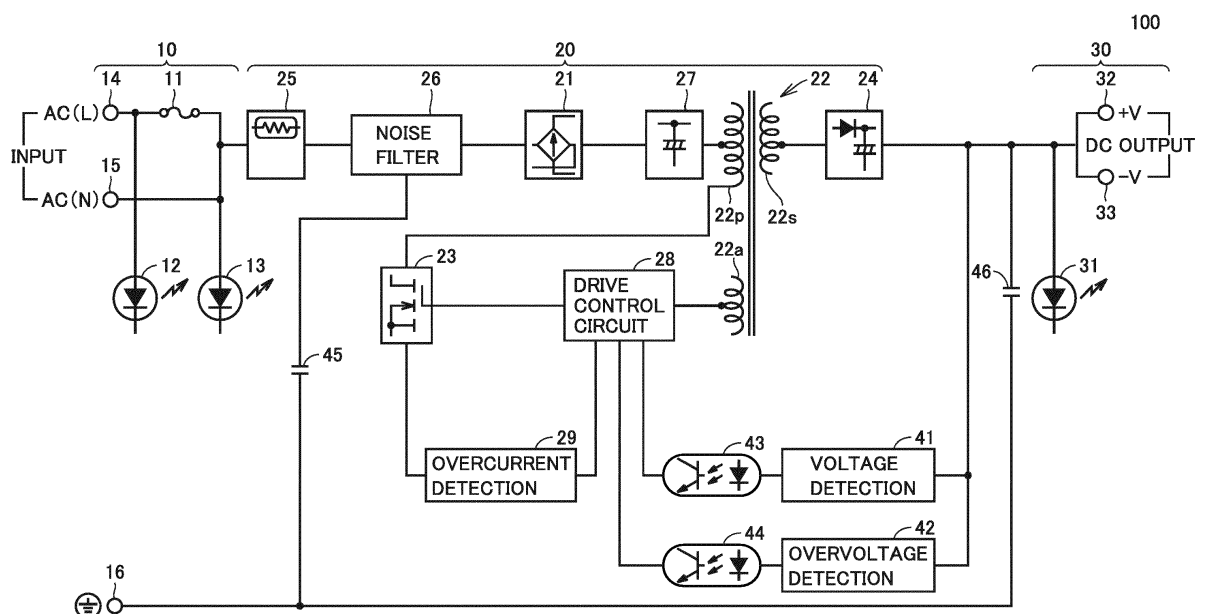 100
10
20
30
14
11
25
26
21
27
22
24
32
AC(L)
+V
NOISE
FILTER
INPUT
DC OUTPUT
15
AC(N)
−V
33
22p
22s
22a
12
13
23
28
46
31
DRIVE
CONTROL
CIRCUIT
45
29
43
41
OVERCURRENT
DETECTION
VOLTAGE
DETECTION
44
42
OVERVOLTAGE
DETECTION
16